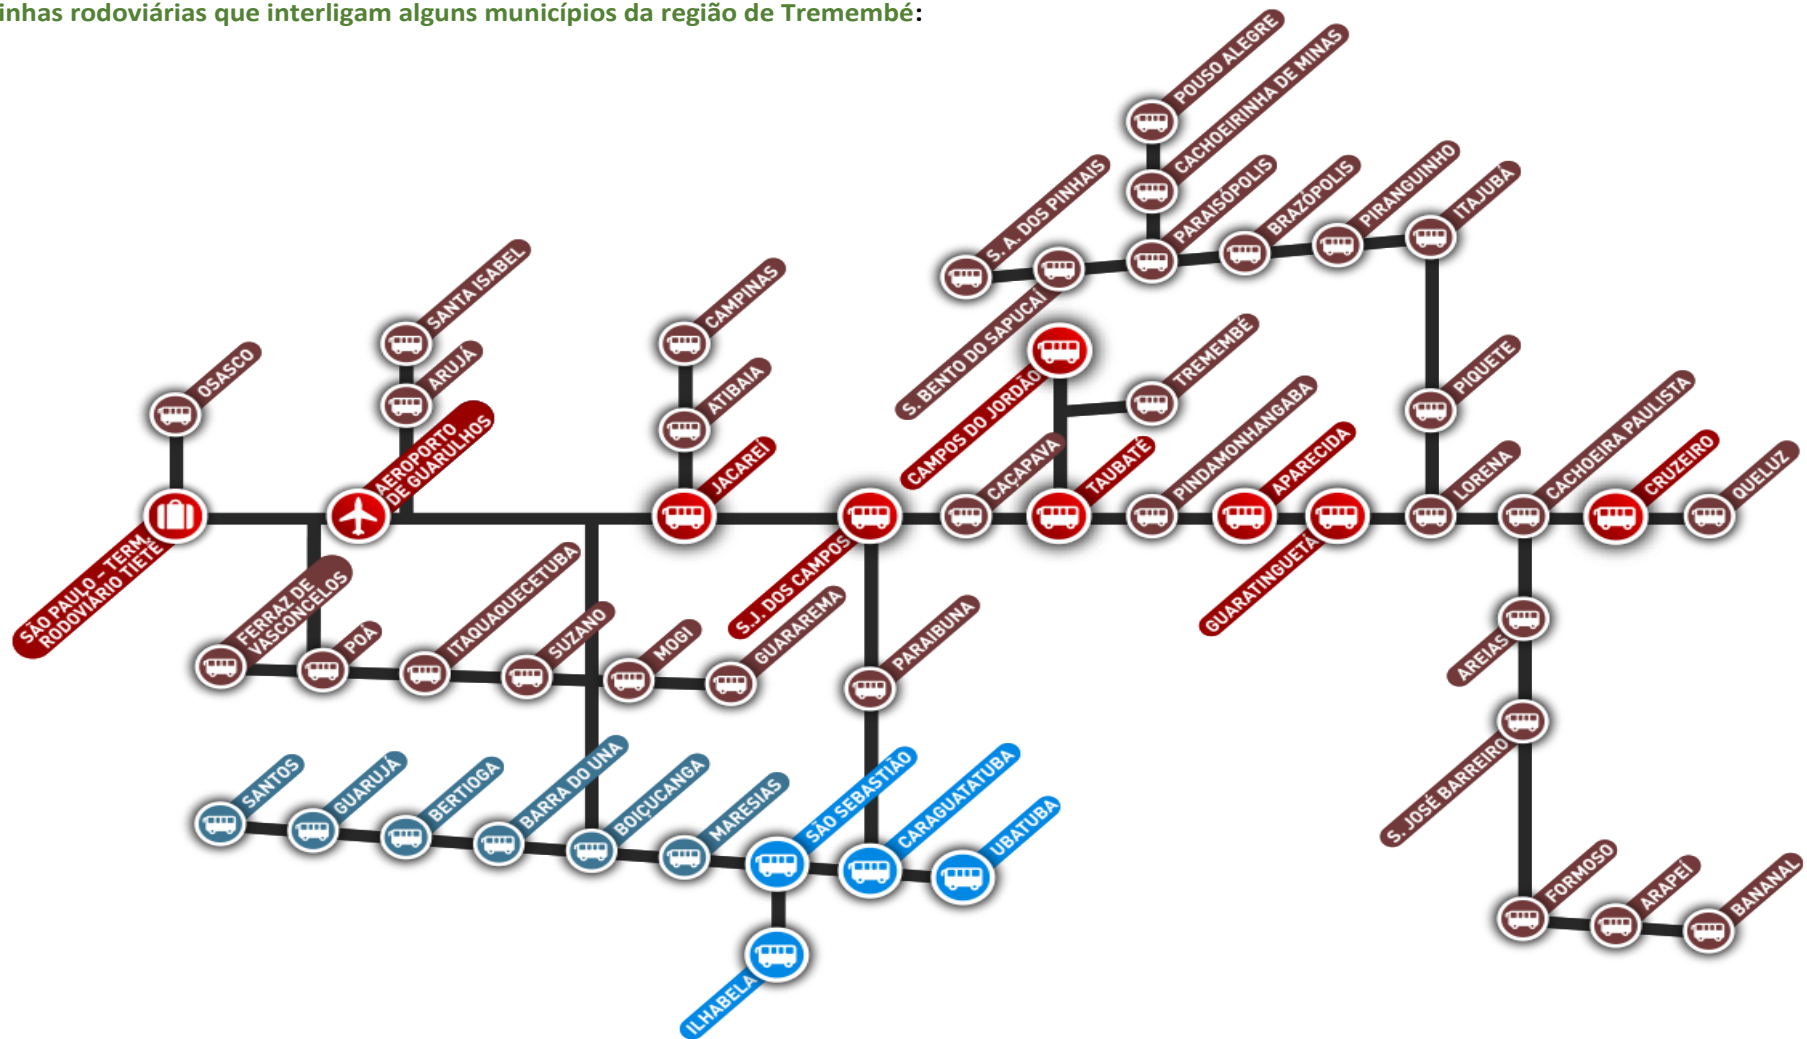 inhas rodoviárias que interligam alguns municípios da região de Tremembé:
POUSO ALEGRE
CACHOEIRINHA DE MINAS
S. A. DOS PINHAIS
PARAISÓPOLIS
BRAZÓPOLIS
PIRANGUINHO
ITAJUBÁ
S. BENTO DO SAPUCAÍ
SANTA ISABEL
CAMPINAS
OSASCO
ARUJÁ
ATIBAIA
CAMPOS DO JORDÃO
TREMEMBÉ
PIQUETE
SÃO PAULO - TERM.
RODOVIÁRIO TIETÊ
AEROPORTO
DE GUARULHOS
JACAREÍ
S.J. DOS CAMPOS
CAÇAPAVA
TAUBATÉ
PINDAMONHANGABA
APARECIDA
GUARATINGUETÁ
LORENA
CACHOEIRA PAULISTA
CRUZEIRO
QUELUZ
FERRAZ DE
VASCONCELOS
POÁ
ITAQUAQUECETUBA
SUZANO
MOGI
GUARAREMA
PARAIBUNA
AREIAS
S. JOSÉ BARREIRO
SANTOS
GUARUJÁ
BERTIOGA
BARRA DO UNA
BOIÇUCANGA
MARESIAS
SÃO SEBASTIÃO
CARAGUATATUBA
UBATUBA
ILHABELA
FORMOSO
ARAPEÍ
BANANAL